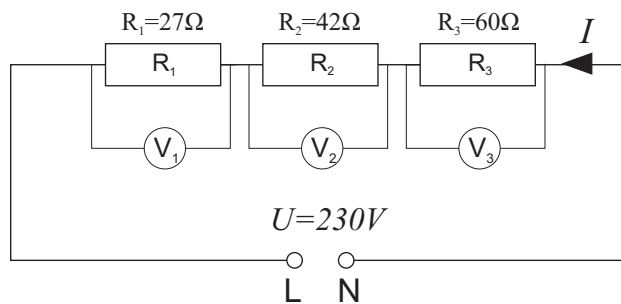 R₁=27Ω R₂=42Ω R₃=60Ω
I
R₁ R₂ R₃
V₁ V₂ V₃
U=230V
L N